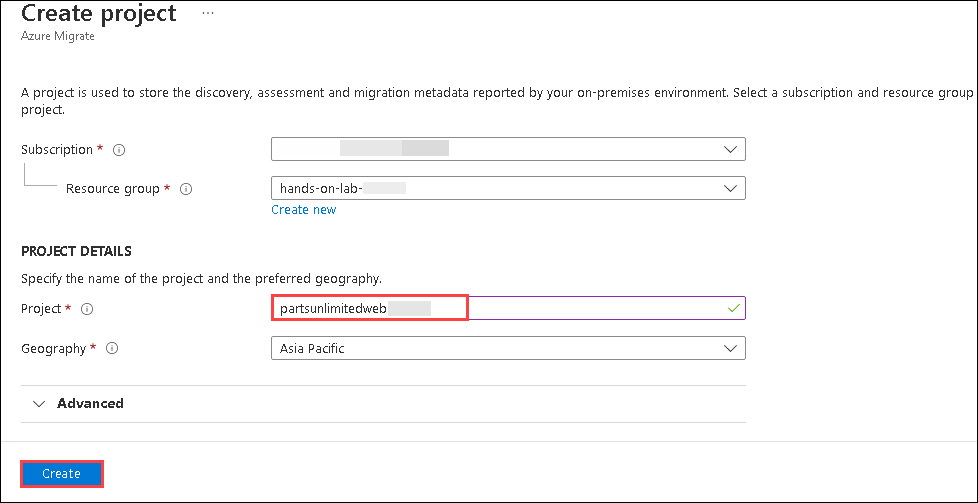 Create project ...
Azure Migrate
A project is used to store the discovery, assessment and migration metadata reported by your on-premises environment. Select a subscription and resource group
project.
Subscription *
Resource group * hands-on-lab-
Create new
PROJECT DETAILS
Specify the name of the project and the preferred geography.
Project * partsunlimitedweb
Geography * Asia Pacific
Advanced
Create